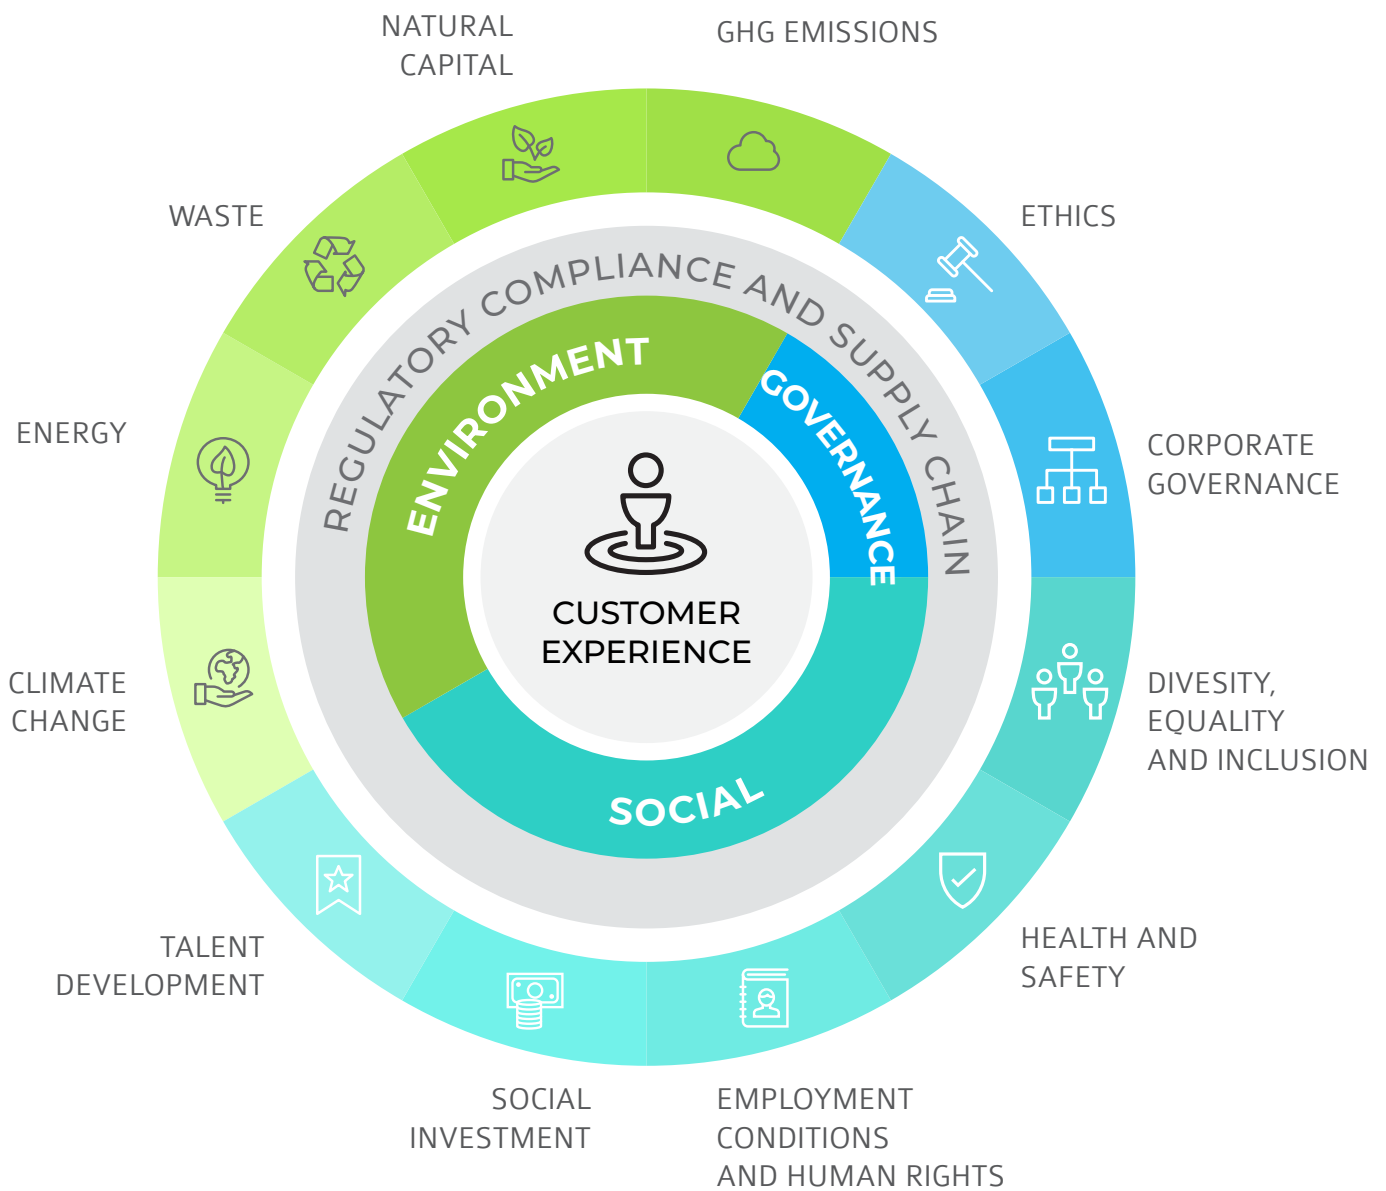 NATURAL
CAPITAL
GHG EMISSIONS
WASTE
ETHICS
ENERGY
CORPORATE
GOVERNANCE
CLIMATE
CHANGE
DIVESITY,
EQUALITY
AND INCLUSION
TALENT
DEVELOPMENT
HEALTH AND
SAFETY
SOCIAL
INVESTMENT
EMPLOYMENT
CONDITIONS
AND HUMAN RIGHTS
REGULATORY COMPLIANCE AND SUPPLY CHAIN
ENVIRONMENT
GOVERNANCE
SOCIAL
CUSTOMER
EXPERIENCE